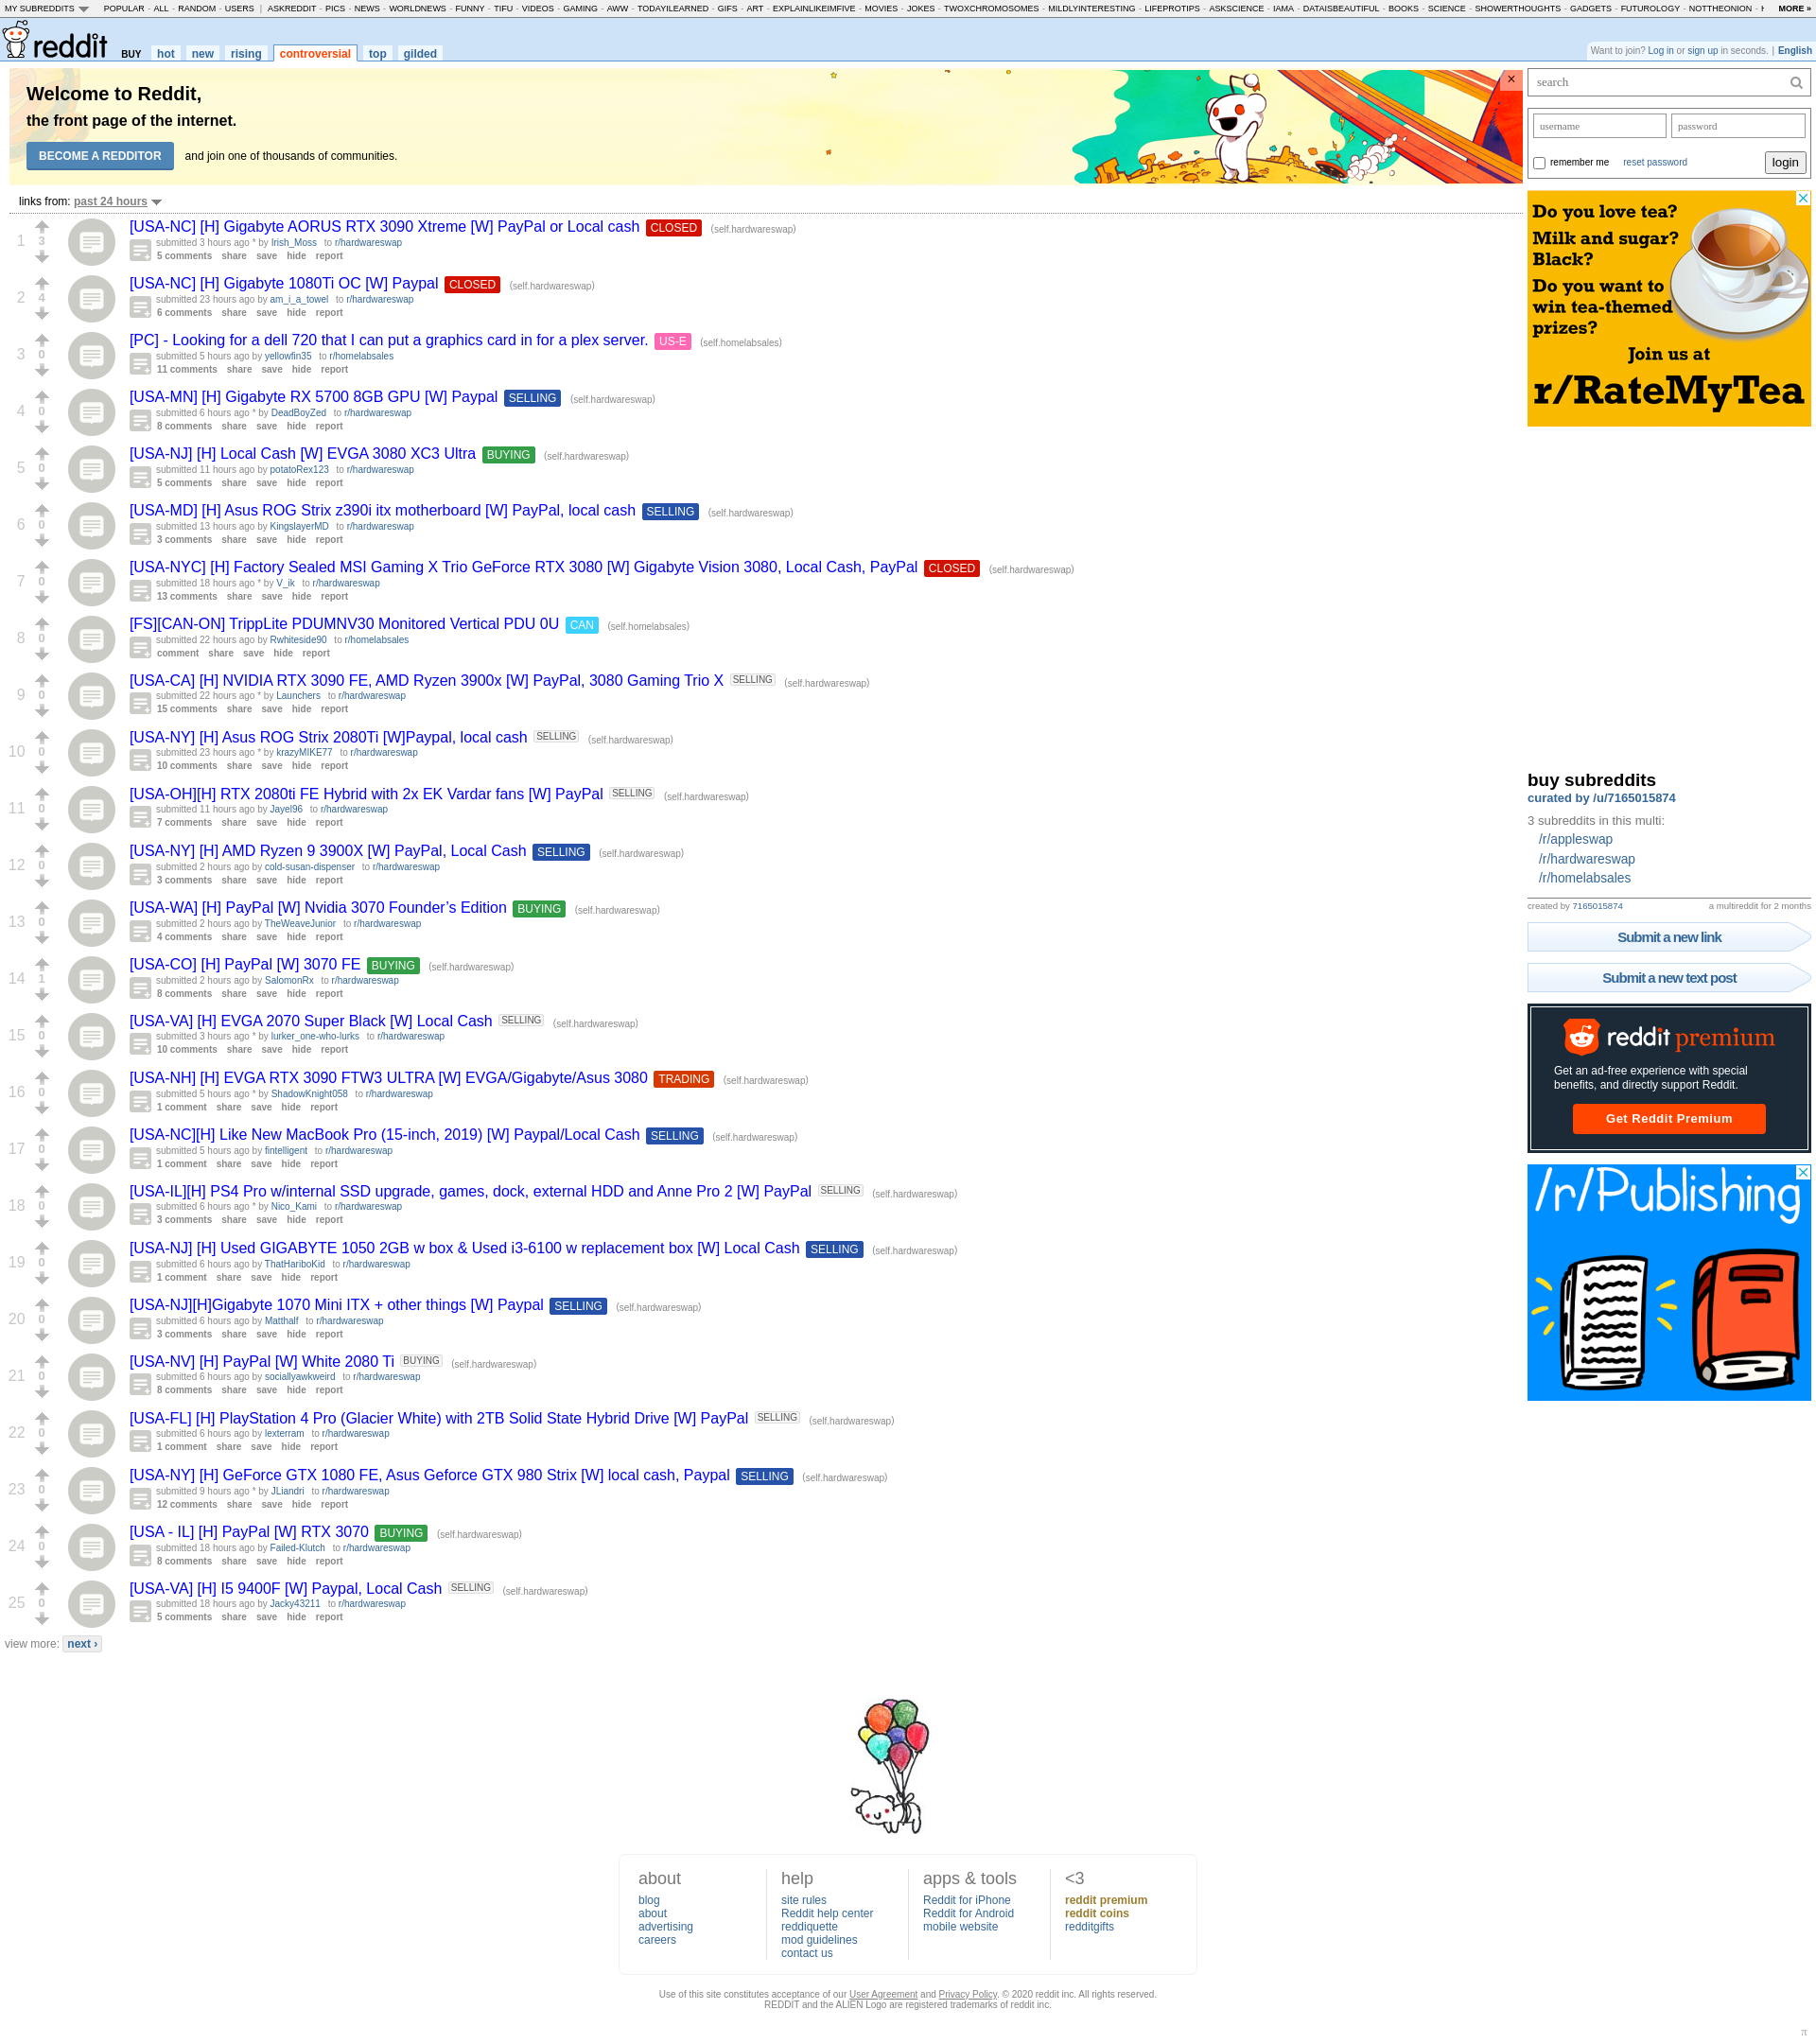 MY SUBREDDITS POPULAR - ALL - RANDOM - USERS | ASKREDDIT - PICS - NEWS - WORLDNEWS - FUNNY - TIFU - VIDEOS - GAMING - AWW - TODAYILEARNED - GIFS - ART - EXPLAINLIKEIMFIVE - MOVIES - JOKES - TWOXCHROMOSOMES - MILDLYINTERESTING - LIFEPROTIPS - ASKSCIENCE - IAMA - DATAISBEAUTIFUL - BOOKS - SCIENCE - SHOWERTHOUGHTS - GADGETS - FUTUROLOGY - NOTTHEONION - MORE »
reddit BUY hot new rising controversial top gilded
Want to join? Log in or sign up in seconds. | English
Welcome to Reddit,
the front page of the internet.
BECOME A REDDITOR and join one of thousands of communities.
×
links from: past 24 hours
1 3 [USA-NC] [H] Gigabyte AORUS RTX 3090 Xtreme [W] PayPal or Local cash CLOSED (self.hardwareswap)
submitted 3 hours ago * by Irish_Moss to r/hardwareswap
5 comments share save hide report
2 4 [USA-NC] [H] Gigabyte 1080Ti OC [W] Paypal CLOSED (self.hardwareswap)
submitted 23 hours ago by am_i_a_towel to r/hardwareswap
6 comments share save hide report
3 0 [PC] - Looking for a dell 720 that I can put a graphics card in for a plex server. US-E (self.homelabsales)
submitted 5 hours ago by yellowfin35 to r/homelabsales
11 comments share save hide report
4 0 [USA-MN] [H] Gigabyte RX 5700 8GB GPU [W] Paypal SELLING (self.hardwareswap)
submitted 6 hours ago * by DeadBoyZed to r/hardwareswap
8 comments share save hide report
5 0 [USA-NJ] [H] Local Cash [W] EVGA 3080 XC3 Ultra BUYING (self.hardwareswap)
submitted 11 hours ago by potatoRex123 to r/hardwareswap
5 comments share save hide report
6 0 [USA-MD] [H] Asus ROG Strix z390i itx motherboard [W] PayPal, local cash SELLING (self.hardwareswap)
submitted 13 hours ago by KingslayerMD to r/hardwareswap
3 comments share save hide report
7 0 [USA-NYC] [H] Factory Sealed MSI Gaming X Trio GeForce RTX 3080 [W] Gigabyte Vision 3080, Local Cash, PayPal CLOSED (self.hardwareswap)
submitted 18 hours ago * by V_ik to r/hardwareswap
13 comments share save hide report
8 0 [FS][CAN-ON] TrippLite PDUMNV30 Monitored Vertical PDU 0U CAN (self.homelabsales)
submitted 22 hours ago by Rwhiteside90 to r/homelabsales
comment share save hide report
9 0 [USA-CA] [H] NVIDIA RTX 3090 FE, AMD Ryzen 3900x [W] PayPal, 3080 Gaming Trio X SELLING (self.hardwareswap)
submitted 22 hours ago * by Launchers to r/hardwareswap
15 comments share save hide report
10 0 [USA-NY] [H] Asus ROG Strix 2080Ti [W]Paypal, local cash SELLING (self.hardwareswap)
submitted 23 hours ago * by krazyMIKE77 to r/hardwareswap
10 comments share save hide report
11 0 [USA-OH][H] RTX 2080ti FE Hybrid with 2x EK Vardar fans [W] PayPal SELLING (self.hardwareswap)
submitted 11 hours ago by Jayel96 to r/hardwareswap
7 comments share save hide report
12 0 [USA-NY] [H] AMD Ryzen 9 3900X [W] PayPal, Local Cash SELLING (self.hardwareswap)
submitted 2 hours ago by cold-susan-dispenser to r/hardwareswap
3 comments share save hide report
13 0 [USA-WA] [H] PayPal [W] Nvidia 3070 Founder’s Edition BUYING (self.hardwareswap)
submitted 2 hours ago by TheWeaveJunior to r/hardwareswap
4 comments share save hide report
14 1 [USA-CO] [H] PayPal [W] 3070 FE BUYING (self.hardwareswap)
submitted 2 hours ago by SalomonRx to r/hardwareswap
8 comments share save hide report
15 0 [USA-VA] [H] EVGA 2070 Super Black [W] Local Cash SELLING (self.hardwareswap)
submitted 3 hours ago * by lurker_one-who-lurks to r/hardwareswap
10 comments share save hide report
16 0 [USA-NH] [H] EVGA RTX 3090 FTW3 ULTRA [W] EVGA/Gigabyte/Asus 3080 TRADING (self.hardwareswap)
submitted 5 hours ago * by ShadowKnight058 to r/hardwareswap
1 comment share save hide report
17 0 [USA-NC][H] Like New MacBook Pro (15-inch, 2019) [W] Paypal/Local Cash SELLING (self.hardwareswap)
submitted 5 hours ago by fintelligent to r/hardwareswap
1 comment share save hide report
18 0 [USA-IL][H] PS4 Pro w/internal SSD upgrade, games, dock, external HDD and Anne Pro 2 [W] PayPal SELLING (self.hardwareswap)
submitted 6 hours ago * by Nico_Kami to r/hardwareswap
3 comments share save hide report
19 0 [USA-NJ] [H] Used GIGABYTE 1050 2GB w box & Used i3-6100 w replacement box [W] Local Cash SELLING (self.hardwareswap)
submitted 6 hours ago by ThatHariboKid to r/hardwareswap
1 comment share save hide report
20 0 [USA-NJ][H]Gigabyte 1070 Mini ITX + other things [W] Paypal SELLING (self.hardwareswap)
submitted 6 hours ago by Matthalf to r/hardwareswap
3 comments share save hide report
21 0 [USA-NV] [H] PayPal [W] White 2080 Ti BUYING (self.hardwareswap)
submitted 6 hours ago by sociallyawkweird to r/hardwareswap
8 comments share save hide report
22 0 [USA-FL] [H] PlayStation 4 Pro (Glacier White) with 2TB Solid State Hybrid Drive [W] PayPal SELLING (self.hardwareswap)
submitted 6 hours ago by lexterram to r/hardwareswap
1 comment share save hide report
23 0 [USA-NY] [H] GeForce GTX 1080 FE, Asus Geforce GTX 980 Strix [W] local cash, Paypal SELLING (self.hardwareswap)
submitted 9 hours ago * by JLiandri to r/hardwareswap
12 comments share save hide report
24 0 [USA - IL] [H] PayPal [W] RTX 3070 BUYING (self.hardwareswap)
submitted 18 hours ago by Failed-Klutch to r/hardwareswap
8 comments share save hide report
25 0 [USA-VA] [H] I5 9400F [W] Paypal, Local Cash SELLING (self.hardwareswap)
submitted 18 hours ago by Jacky43211 to r/hardwareswap
5 comments share save hide report
view more: next ›
search
username password
remember me reset password login
Do you love tea?
Milk and sugar?
Black?
Do you want to
win tea-themed
prizes?
Join us at
r/RateMyTea
buy subreddits
curated by /u/7165015874
3 subreddits in this multi:
/r/appleswap
/r/hardwareswap
/r/homelabsales
created by 7165015874 a multireddit for 2 months
Submit a new link
Submit a new text post
reddit premium
Get an ad-free experience with special
benefits, and directly support Reddit.
Get Reddit Premium
/r/Publishing
about help apps & tools <3
blog site rules Reddit for iPhone reddit premium
about Reddit help center Reddit for Android reddit coins
advertising reddiquette mobile website redditgifts
careers mod guidelines
contact us
Use of this site constitutes acceptance of our User Agreement and Privacy Policy. © 2020 reddit inc. All rights reserved.
REDDIT and the ALIEN Logo are registered trademarks of reddit inc.
π